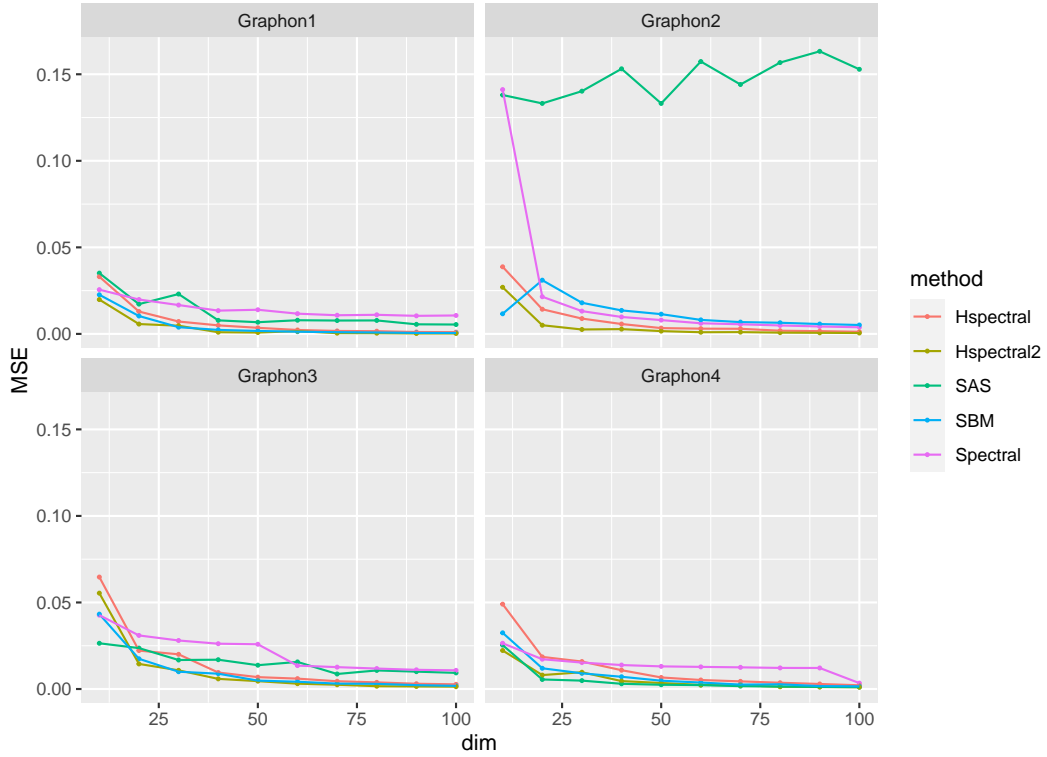 Graphon1
Graphon2
0.15
0.10
0.05
0.00
Graphon3
Graphon4
0.15
0.10
0.05
0.00
25
50
75
100
25
50
75
100
dim
MSE
method
Hspectral
Hspectral2
SAS
SBM
Spectral